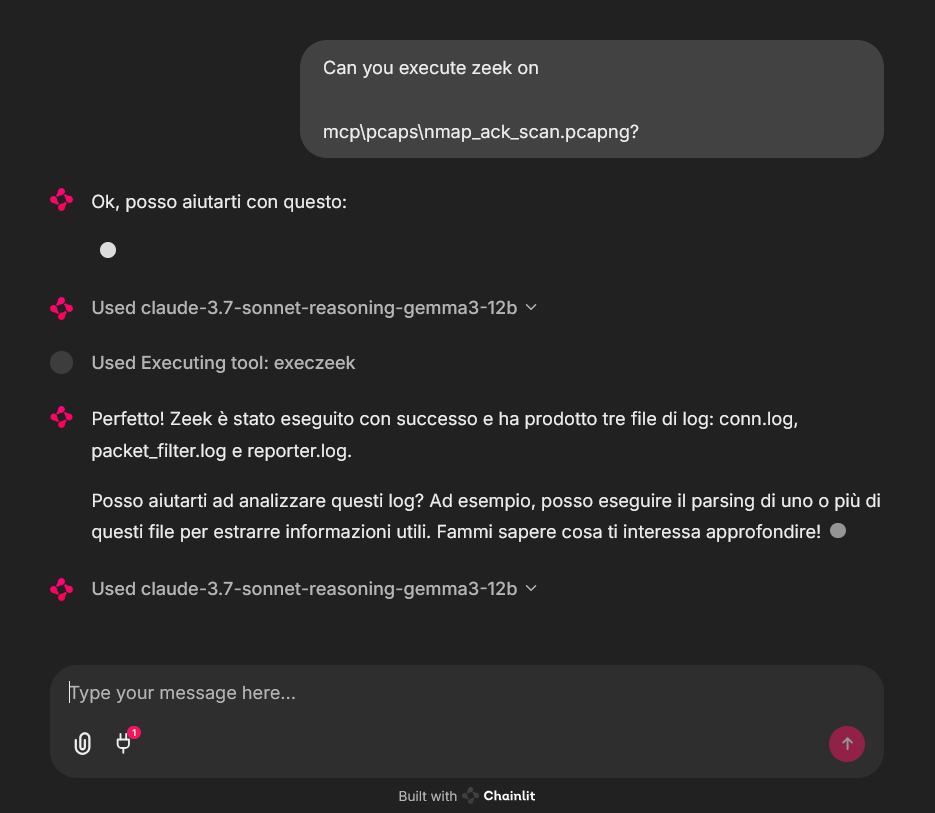 Can you execute zeek on
mcp\pcaps\nmap_ack_scan.pcapng?
Ok, posso aiutarti con questo:
Used claude-3.7-sonnet-reasoning-gemma3-12b
Used Executing tool: execzeek
Perfetto! Zeek è stato eseguito con successo e ha prodotto tre file di log: conn.log,
packet_filter.log e reporter.log.
Posso aiutarti ad analizzare questi log? Ad esempio, posso eseguire il parsing di uno o più di
questi file per estrarre informazioni utili. Fammi sapere cosa ti interessa approfondire!
Used claude-3.7-sonnet-reasoning-gemma3-12b
Type your message here...
1
Built with Chainlit